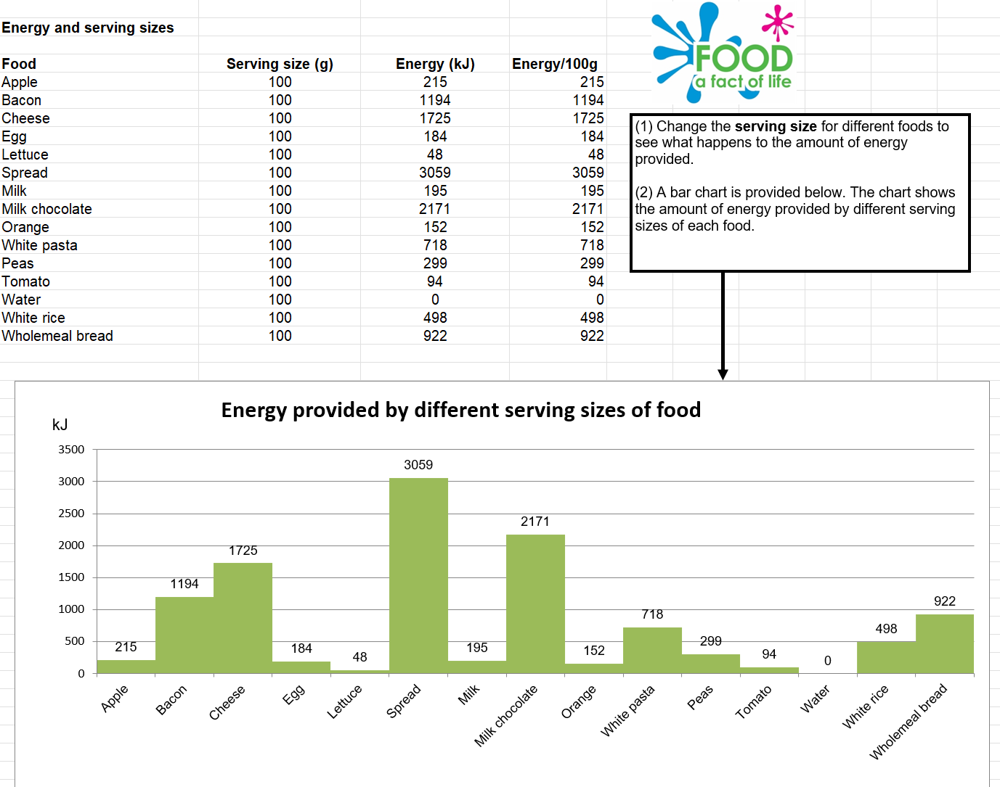 Energy and serving sizes
FOOD
a fact of life
Food Serving size (g) Energy (kJ) Energy/100g
Apple 100 215 215
Bacon 100 1194 1194
Cheese 100 1725 1725
Egg 100 184 184
Lettuce 100 48 48
Spread 100 3059 3059
Milk 100 195 195
Milk chocolate 100 2171 2171
Orange 100 152 152
White pasta 100 718 718
Peas 100 299 299
Tomato 100 94 94
Water 100 0 0
White rice 100 498 498
Wholemeal bread 100 922 922
(1) Change the serving size for different foods to
see what happens to the amount of energy
provided.
(2) A bar chart is provided below. The chart shows
the amount of energy provided by different serving
sizes of each food.
Energy provided by different serving sizes of food
kJ
3500
3000
2500
2000
1500
1000
500
0
215
1194
1725
184
48
3059
195
2171
152
718
299
94
0
498
922
Apple
Bacon
Cheese
Egg
Lettuce
Spread
Milk
Milk chocolate
Orange
White pasta
Peas
Tomato
Water
White rice
Wholemeal bread